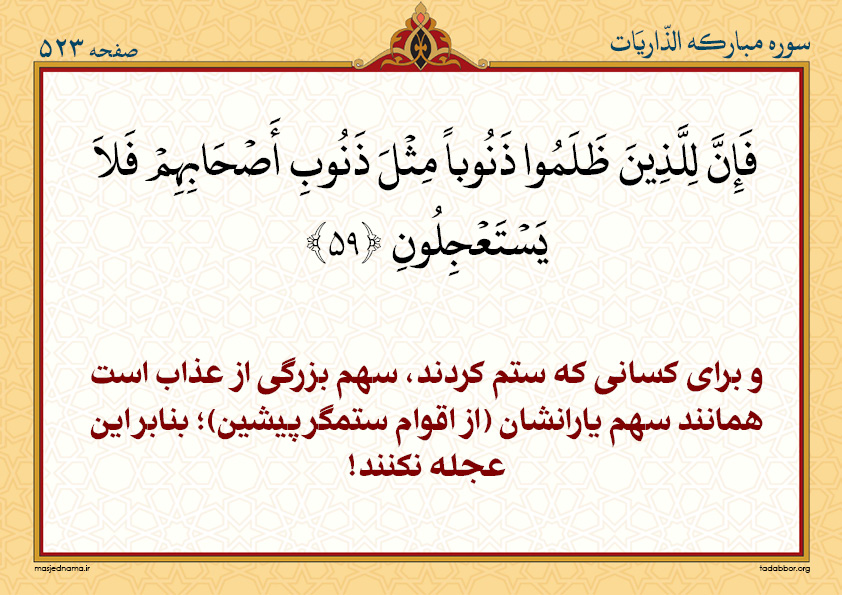 سوره مبارکه الذّاریَات
صفحه ۵۲۳
فَإِنَّ لِلَّذِينَ ظَلَمُوا ذَنُوباً مِثْلَ ذَنُوبِ أَصْحَابِهِمْ فَلاَ
يَسْتَعْجِلُونِ ﴿۵۹﴾
و برای کسانی که ستم کردند، سهم بزرگی از عذاب است
همانند سهم یارانشان (از اقوام ستمگر پیشین)؛ بنابر این
عجله نکنند!
masjednama.ir
tadabbor.org